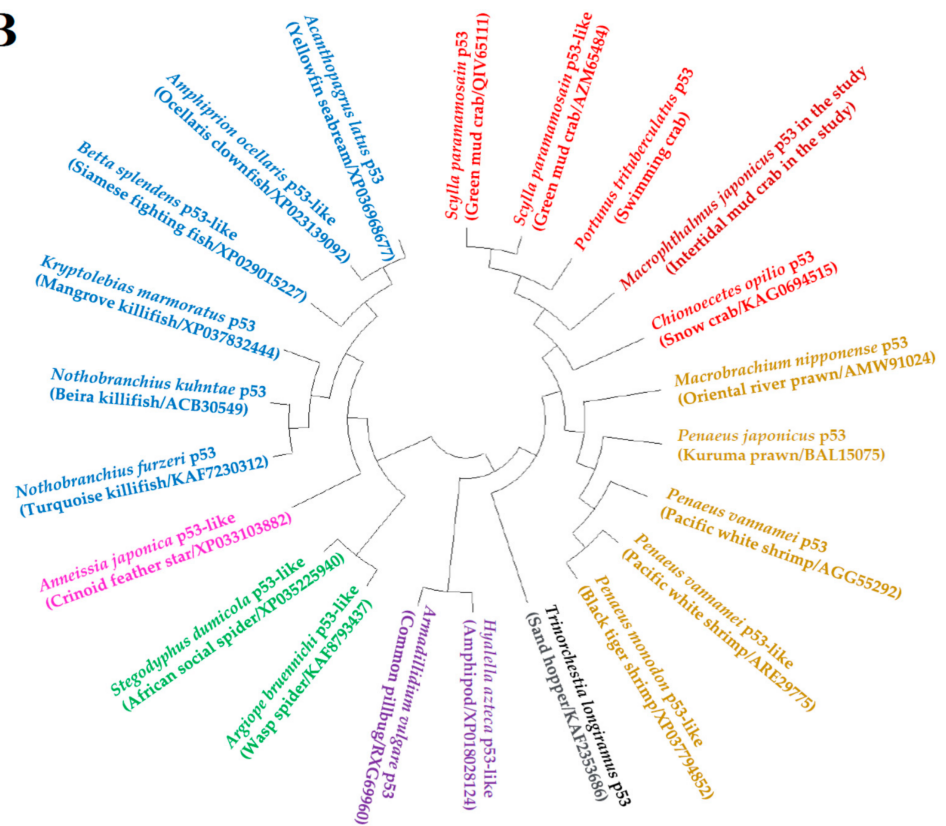 B
Acanthopagrus latus p53
(Yellowfin seabream/XP036968677)
Amphiprion ocellaris p53-like
(Ocellaris clownfish/XP023139092)
Betta splendens p53-like
(Siamese fighting fish/XP029015227)
Kryptolebias marmoratus p53
(Mangrove killifish/XP037832444)
Nothobranchius kuhntae p53
(Beira killifish/ACB30549)
Nothobranchius furzeri p53
(Turquoise killifish/KAF7230312)
Anneissia japonica p53-like
(Crinoid feather star/XP033103882)
Stegodyphus dumicola p53-like
(African social spider/XP035225940)
Argiope bruennichi p53-like
(Wasp spider/KAF8793437)
Armadillidium vulgare p53
(Common pillbug/RXG69960)
Hyalella azteca p53-like
(Amphipod/XP018028124)
Trinorchestia longiramus p53
(Sand hopper/KAF2353686)
Penaeus monodon p53-like
(Black tiger shrimp/XP037794852)
Penaeus vannamei p53-like
(Pacific white shrimp/ARE29775)
Penaeus vannamei p53
(Pacific white shrimp/AGG55292)
Penaeus japonicus p53
(Kuruma prawn/BAL15075)
Macrobrachium nipponense p53
(Oriental river prawn/AMW91024)
Chionoecetes opilio p53
(Snow crab/KAG0694515)
Macrophthalmus japonicus p53 in the study
(Intertidal mud crab in the study)
Portunus trituberculatus p53
(Swimming crab)
Scylla paramamosain p53-like
(Green mud crab/AZM65484)
Scylla paramamosain p53
(Green mud crab/QIV65111)